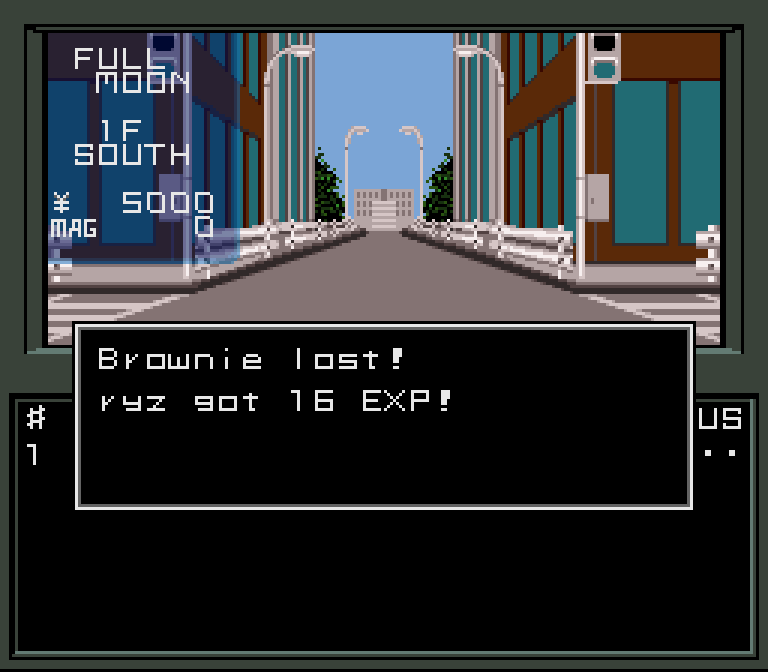 FULL
MOON
1F
SOUTH
¥ 5000
MAG 0
Brownie lost!
ryz got 16 EXP!
# US
1 ..